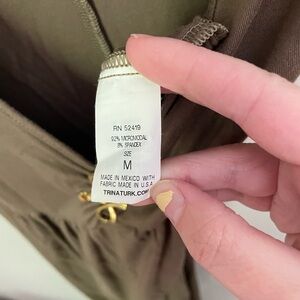 RN 52419
92% MICROMODAL
8% SPANDEX
SIZE
M
MADE IN MEXICO WITH
FABRIC MADE IN U.S.A.
TRINATURK.COM